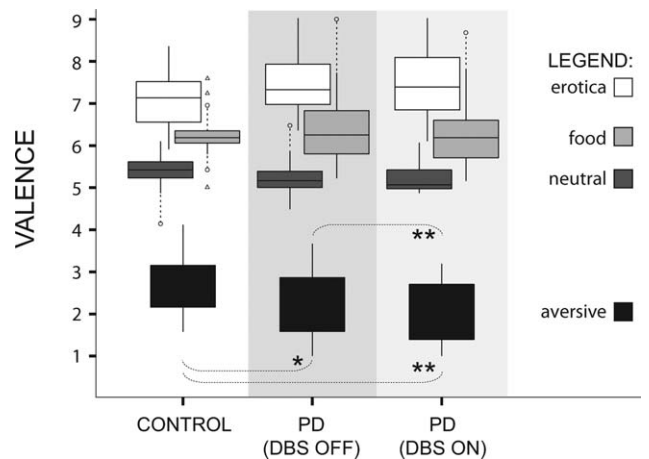 9
8
7
6
5
4
3
2
1
VALENCE
LEGEND:
erotica
food
neutral
aversive
**
*
**
CONTROL
PD
(DBS OFF)
PD
(DBS ON)